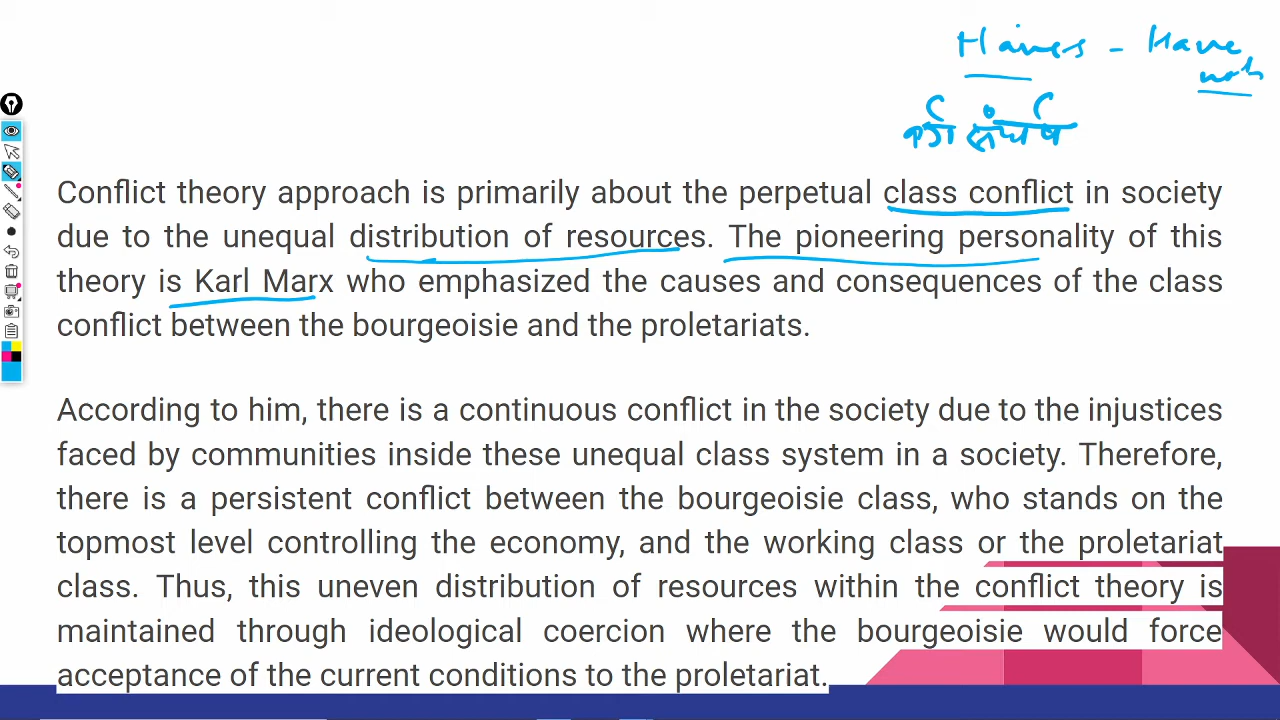 Haves - Have
nots
वर्ग संघर्ष
Conflict theory approach is primarily about the perpetual class conflict in society
due to the unequal distribution of resources. The pioneering personality of this
theory is Karl Marx who emphasized the causes and consequences of the class
conflict between the bourgeoisie and the proletariats.
According to him, there is a continuous conflict in the society due to the injustices
faced by communities inside these unequal class system in a society. Therefore,
there is a persistent conflict between the bourgeoisie class, who stands on the
topmost level controlling the economy, and the working class or the proletariat
class. Thus, this uneven distribution of resources within the conflict theory is
maintained through ideological coercion where the bourgeoisie would force
acceptance of the current conditions to the proletariat.